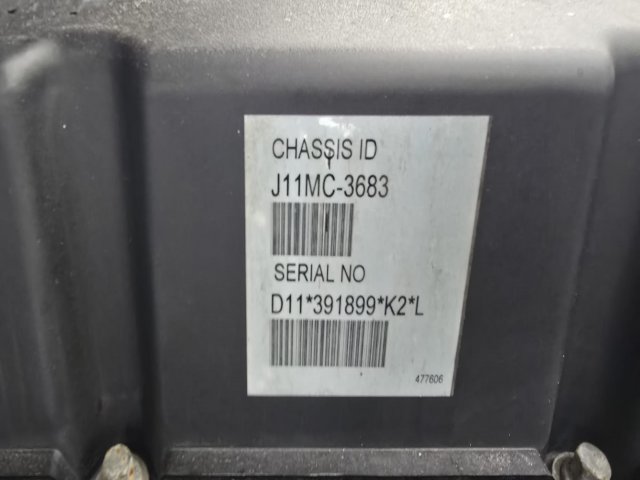 CHASSIS ID
J11MC-3683
SERIAL NO
D11*391899*K2*L
477606